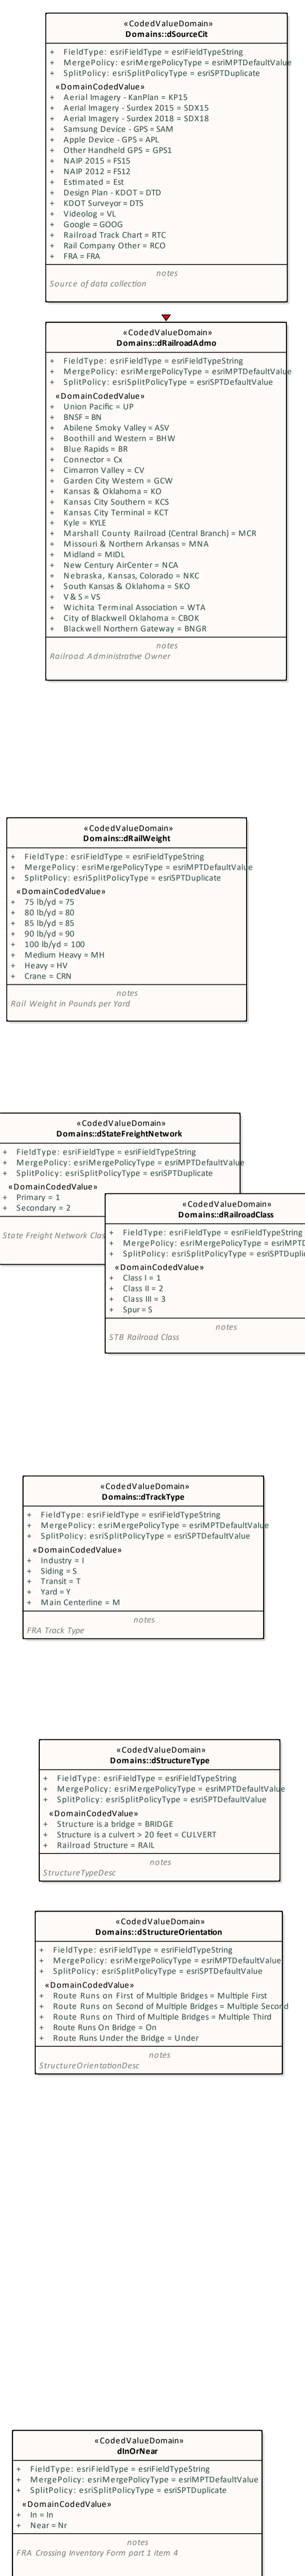 «CodedValueDomain»
Domains::dSourceCit
+ FieldType: esriFieldType = esriFieldTypeString
+ MergePolicy: esriMergePolicyType = esriMPTDefaultValue
+ SplitPolicy: esriSplitPolicyType = esriSPTDuplicate
«DomainCodedValue»
+ Aerial Imagery - KanPlan = KP15
+ Aerial Imagery - Surdex 2015 = SDX15
+ Aerial Imagery - Surdex 2018 = SDX18
+ Samsung Device - GPS = SAM
+ Apple Device - GPS = APL
+ Other Handheld GPS = GPS1
+ NAIP 2015 = FS15
+ NAIP 2012 = FS12
+ Estimated = Est
+ Design Plan - KDOT = DTD
+ KDOT Surveyor = DTS
+ Videolog = VL
+ Google = GOOG
+ Railroad Track Chart = RTC
+ Rail Company Other = RCO
+ FRA = FRA
notes
Source of data collection
«CodedValueDomain»
Domains::dRailroadAdmo
+ FieldType: esriFieldType = esriFieldTypeString
+ MergePolicy: esriMergePolicyType = esriMPTDefaultValue
+ SplitPolicy: esriSplitPolicyType = esriSPTDefaultValue
«DomainCodedValue»
+ Union Pacific = UP
+ BNSF = BN
+ Abilene Smoky Valley = ASV
+ Boothill and Western = BHW
+ Blue Rapids = BR
+ Connector = Cx
+ Cimarron Valley = CV
+ Garden City Western = GCW
+ Kansas & Oklahoma = KO
+ Kansas City Southern = KCS
+ Kansas City Terminal = KCT
+ Kyle = KYLE
+ Marshall County Railroad (Central Branch) = MCR
+ Missouri & Northern Arkansas = MNA
+ Midland = MIDL
+ New Century AirCenter = NCA
+ Nebraska, Kansas, Colorado = NKC
+ South Kansas & Oklahoma = SKO
+ V & S = VS
+ Wichita Terminal Association = WTA
+ City of Blackwell Oklahoma = CBOK
+ Blackwell Northern Gateway = BNGR
notes
Railroad Administrative Owner
«CodedValueDomain»
Domains::dRailWeight
+ FieldType: esriFieldType = esriFieldTypeString
+ MergePolicy: esriMergePolicyType = esriMPTDefaultValue
+ SplitPolicy: esriSplitPolicyType = esriSPTDuplicate
«DomainCodedValue»
+ 75 lb/yd = 75
+ 80 lb/yd = 80
+ 85 lb/yd = 85
+ 90 lb/yd = 90
+ 100 lb/yd = 100
+ Medium Heavy = MH
+ Heavy = HV
+ Crane = CRN
notes
Rail Weight in Pounds per Yard
«CodedValueDomain»
Domains::dStateFreightNetwork
+ FieldType: esriFieldType = esriFieldTypeString
+ MergePolicy: esriMergePolicyType = esriMPTDefaultValue
+ SplitPolicy: esriSplitPolicyType = esriSPTDuplicate
«DomainCodedValue»
+ Primary = 1
+ Secondary = 2
State Freight Network Clas
«CodedValueDomain»
Domains::dRailroadClass
+ FieldType: esriFieldType = esriFieldTypeString
+ MergePolicy: esriMergePolicyType = esriMPTD
+ SplitPolicy: esriSplitPolicyType = esriSPTDupli
«DomainCodedValue»
+ Class I = 1
+ Class II = 2
+ Class III = 3
+ Spur = S
notes
STB Railroad Class
«CodedValueDomain»
Domains::dTrackType
+ FieldType: esriFieldType = esriFieldTypeString
+ MergePolicy: esriMergePolicyType = esriMPTDefaultValue
+ SplitPolicy: esriSplitPolicyType = esriSPTDefaultValue
«DomainCodedValue»
+ Industry = I
+ Siding = S
+ Transit = T
+ Yard = Y
+ Main Centerline = M
notes
FRA Track Type
«CodedValueDomain»
Domains::dStructureType
+ FieldType: esriFieldType = esriFieldTypeString
+ MergePolicy: esriMergePolicyType = esriMPTDefaultValue
+ SplitPolicy: esriSplitPolicyType = esriSPTDefaultValue
«DomainCodedValue»
+ Structure is a bridge = BRIDGE
+ Structure is a culvert > 20 feet = CULVERT
+ Railroad Structure = RAIL
notes
StructureTypeDesc
«CodedValueDomain»
Domains::dStructureOrientation
+ FieldType: esriFieldType = esriFieldTypeString
+ MergePolicy: esriMergePolicyType = esriMPTDefaultValue
+ SplitPolicy: esriSplitPolicyType = esriSPTDefaultValue
«DomainCodedValue»
+ Route Runs on First of Multiple Bridges = Multiple First
+ Route Runs on Second of Multiple Bridges = Multiple Second
+ Route Runs on Third of Multiple Bridges = Multiple Third
+ Route Runs On Bridge = On
+ Route Runs Under the Bridge = Under
notes
StructureOrientationDesc
«CodedValueDomain»
dInOrNear
+ FieldType: esriFieldType = esriFieldTypeString
+ MergePolicy: esriMergePolicyType = esriMPTDefaultValue
+ SplitPolicy: esriSplitPolicyType = esriSPTDuplicate
«DomainCodedValue»
+ In = In
+ Near = Nr
notes
FRA Crossing Inventory Form part 1 item 4